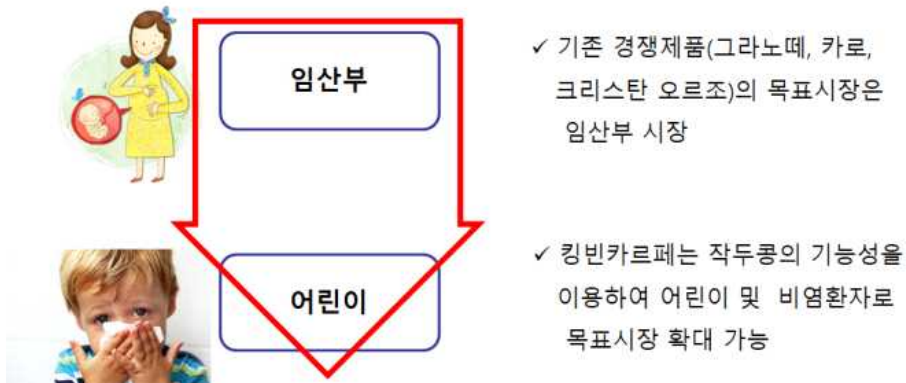 임산부
✓ 기존 경쟁제품(그라노떼, 카로,
크리스탄 오르조)의 목표시장은
임산부 시장
어린이
✓ 킹빈카르페는 작두콩의 기능성을
이용하여 어린이 및 비염환자로
목표시장 확대 가능